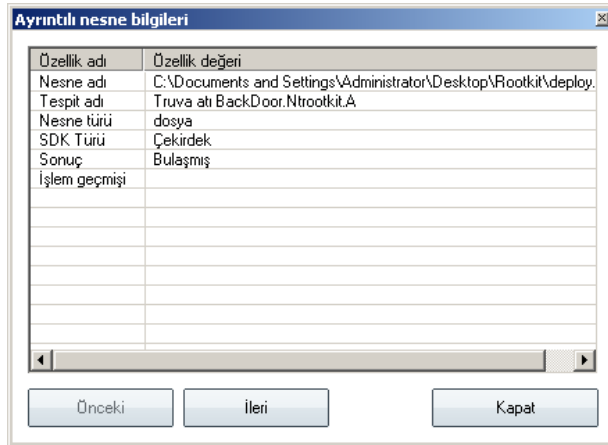 Ayrıntılı nesne bilgileri
Özellik adı Özellik değeri
Nesne adı C:\Documents and Settings\Administrator\Desktop\Rootkit\deploy.
Tespit adı Truva atı BackDoor.Ntrootkit.A
Nesne türü dosya
SDK Türü Çekirdek
Sonuç Bulaşmış
İşlem geçmişi
Önceki İleri Kapat